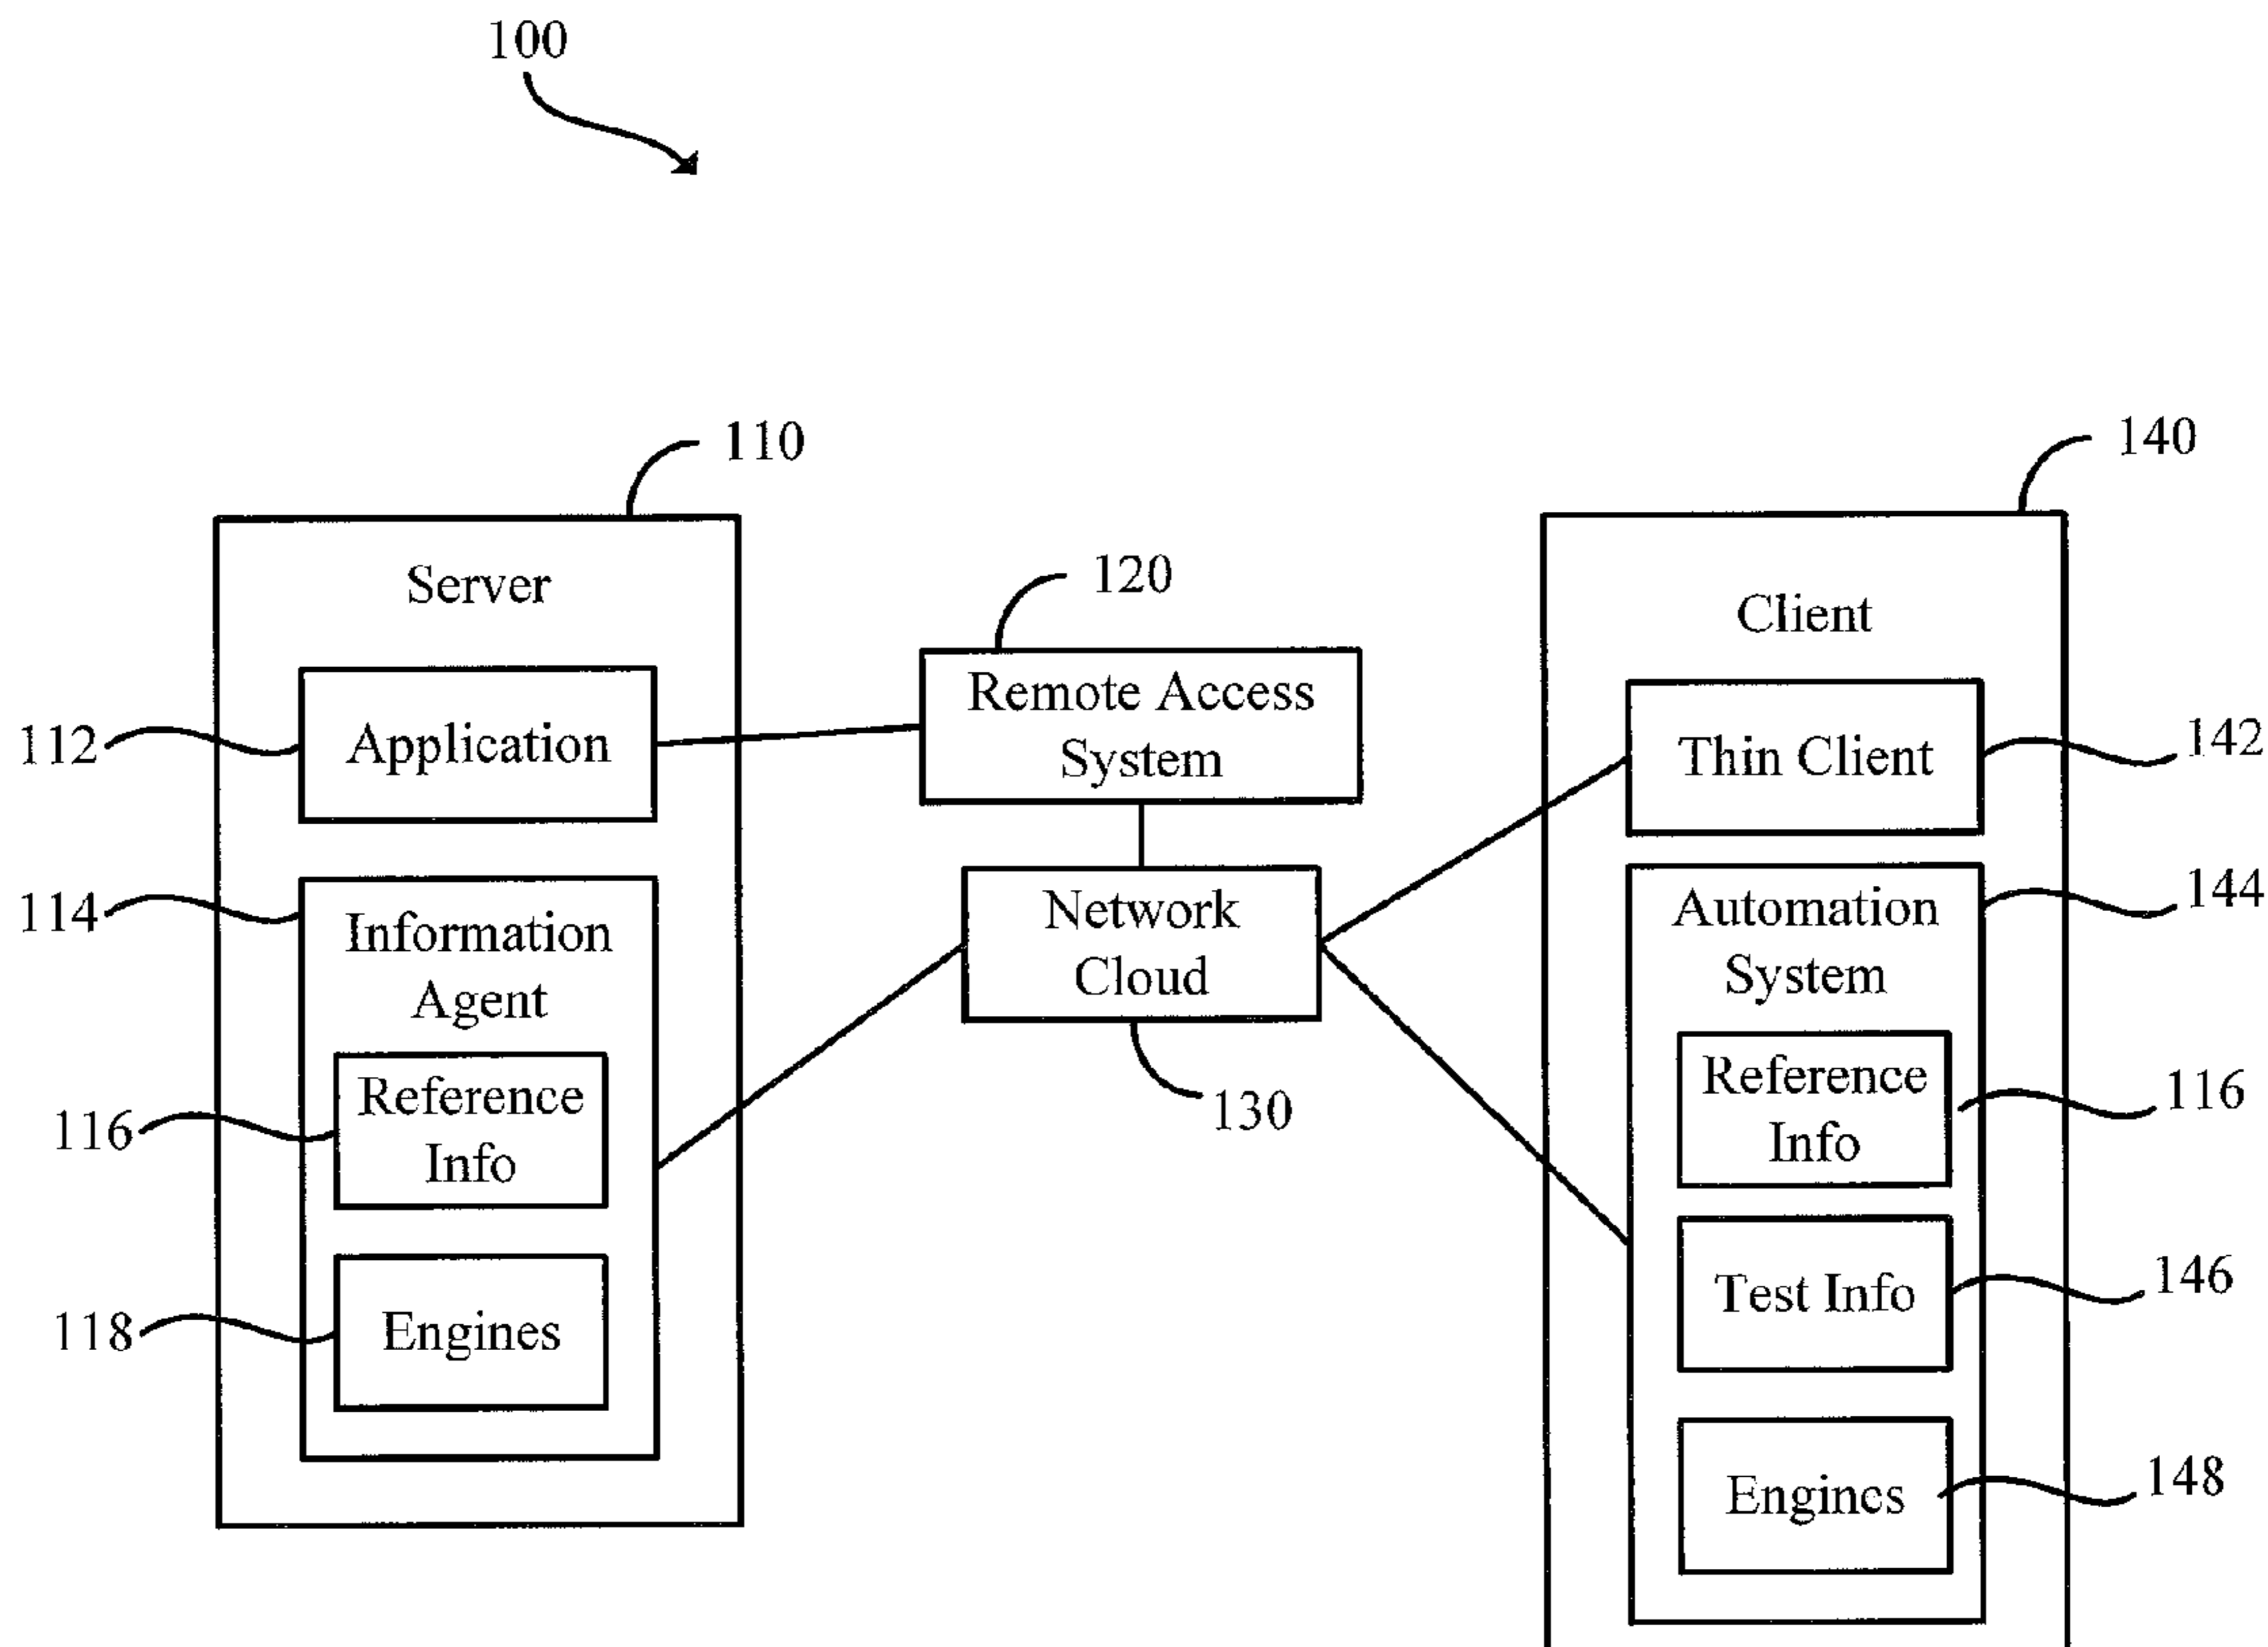 100
110
140
Server
120
Client
Remote Access
System
112
Application
Thin Client
142
114
Information
Agent
Network
Cloud
Automation
System
144
116
Reference
Info
130
Reference
Info
116
118
Engines
Test Info
146
Engines
148